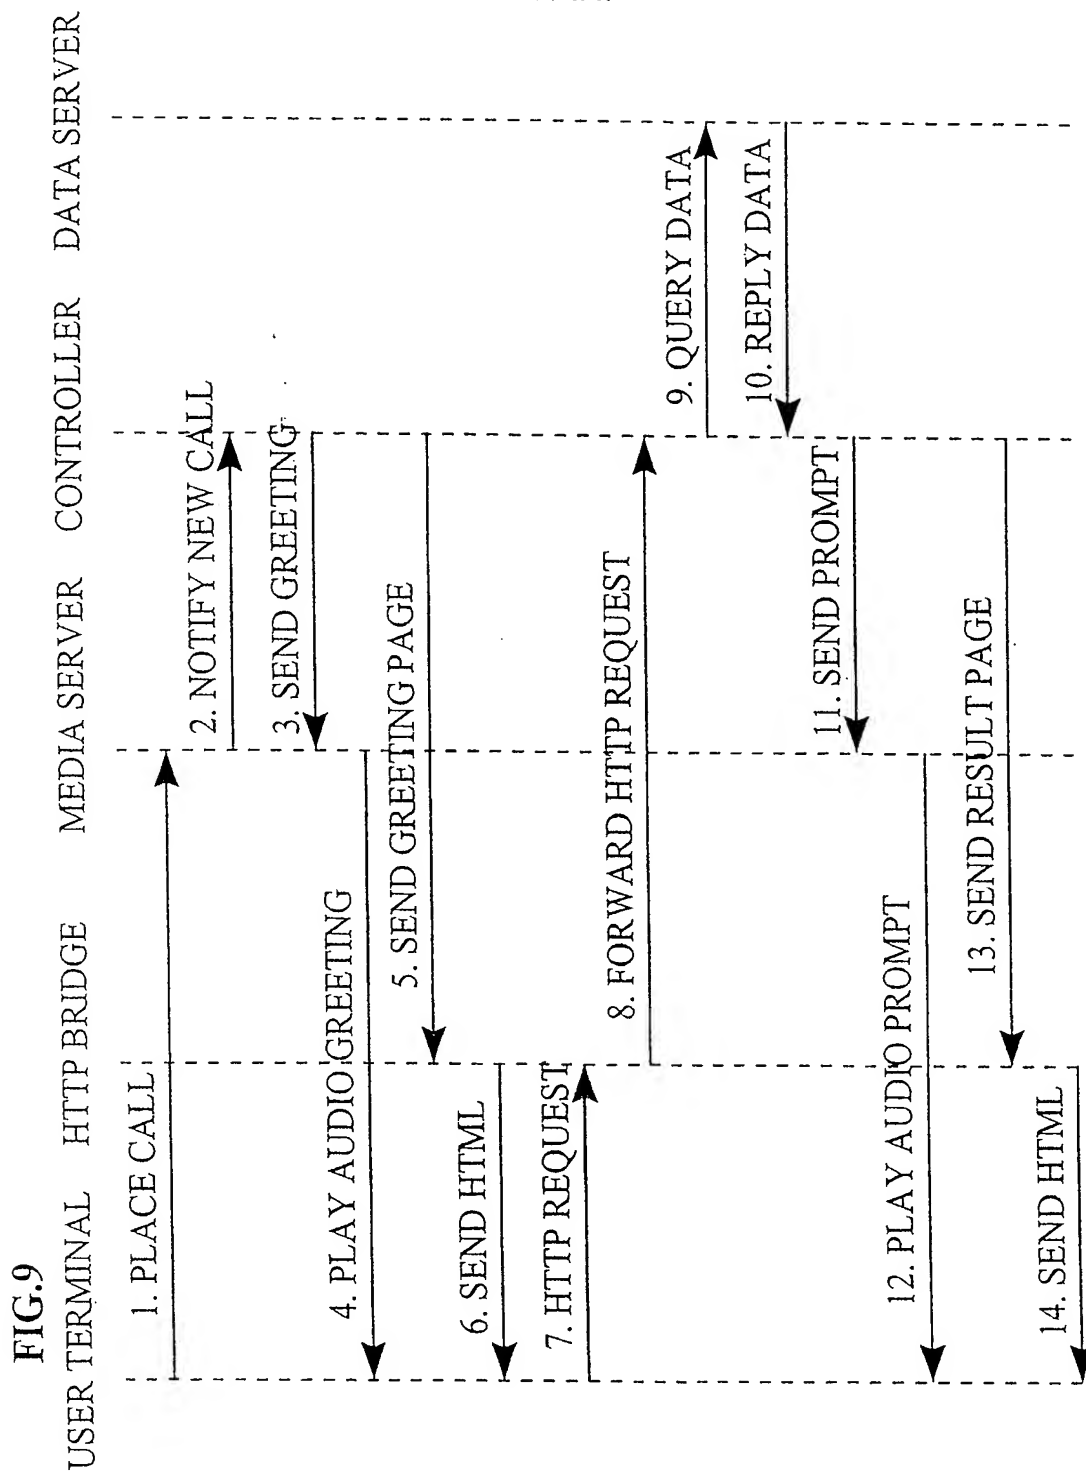 FIG.9
USER TERMINAL HTTP BRIDGE MEDIA SERVER CONTROLLER DATA SERVER
1. PLACE CALL
2. NOTIFY NEW CALL
3. SEND GREETING
4. PLAY AUDIO GREETING
5. SEND GREETING PAGE
6. SEND HTML
7. HTTP REQUEST
8. FORWARD HTTP REQUEST
9. QUERY DATA
10. REPLY DATA
11. SEND PROMPT
12. PLAY AUDIO PROMPT
13. SEND RESULT PAGE
14. SEND HTML